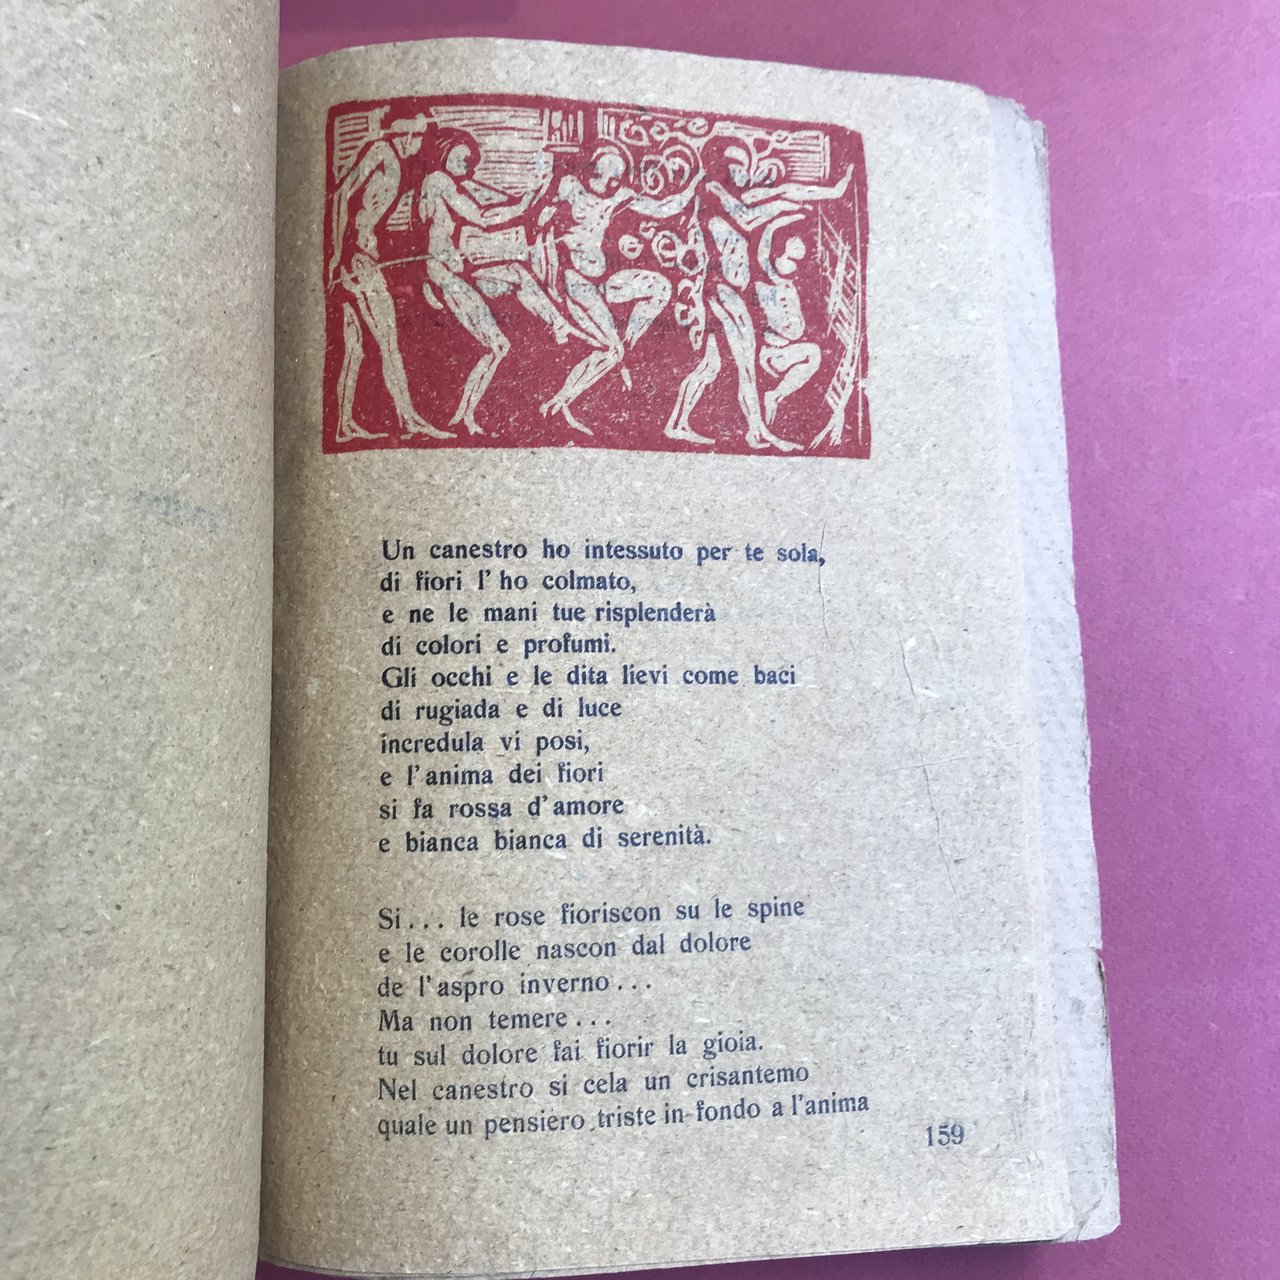 Un canestro ho intessuto per te sola,
di fiori l'ho colmato,
e ne le mani tue risplenderà
di colori e profumi.
Gli occhi e le dita lievi come baci
di rugiada e di luce
incredula vi posi,
e l'anima dei fiori
si fa rossa d'amore
e bianca bianca di serenità.
Si... le rose fioriscon su le spine
e le corolle nascon dal dolore
de l'aspro inverno...
Ma non temere...
tu sul dolore fai fiorir la gioia.
Nel canestro si cela un crisantemo
quale un pensiero triste in fondo a l'anima
159